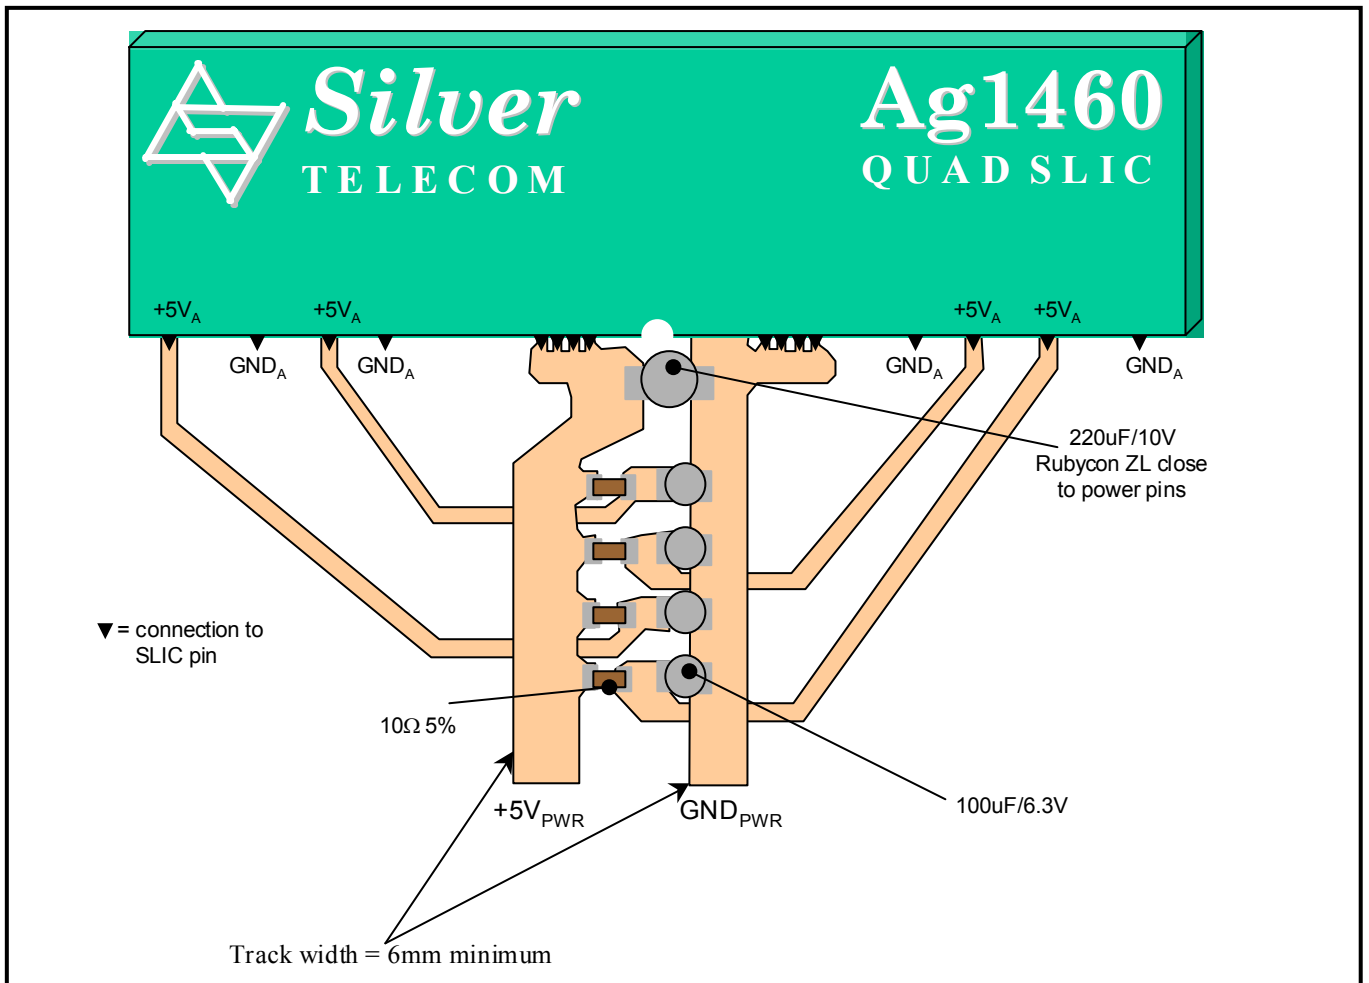 Silver
TELECOM
Ag1460
QUAD SLIC
+5VA
+5VA
+5VA
+5VA
GNDA
GNDA
GNDA
GNDA
220uF/10V
Rubycon ZL close
to power pins
▼= connection to
SLIC pin
10Ω 5%
+5VPWR
GNDPWR
100uF/6.3V
Track width = 6mm minimum